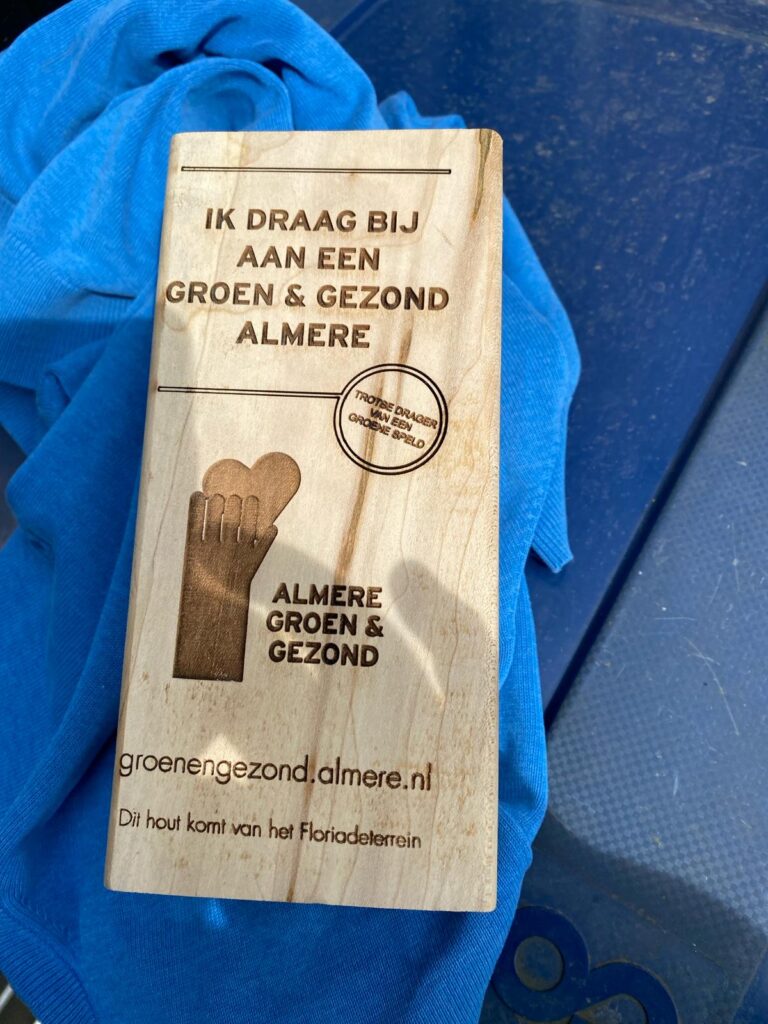 IK DRAAG BIJ
AAN EEN
GROEN & GEZOND
ALMERE
TROTSE DRAGER
VAN EEN
GROENE SPELD
ALMERE
GROEN &
GEZOND
groenengezond.almere.nl
Dit hout komt van het Floriadeterrein